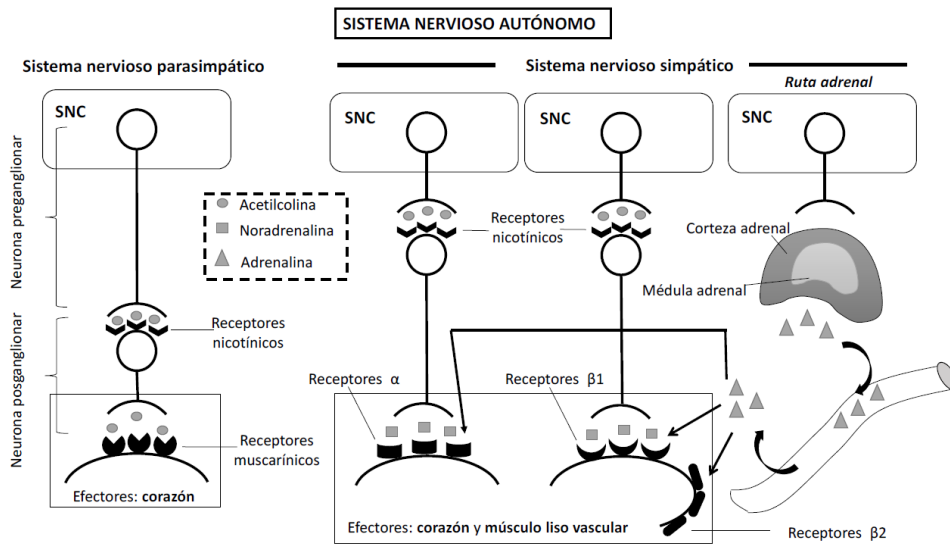 SISTEMA NERVIOSO AUTÓNOMO
Sistema nervioso parasimpático
Sistema nervioso simpático
Ruta adrenal
SNC
SNC
SNC
SNC
Neurona preganglionar
Neurona posganglionar
Acetilcolina
Noradrenalina
Adrenalina
Receptores
nicotínicos
Receptores
nicotínicos
Corteza adrenal
Médula adrenal
Receptores α
Receptores β1
Receptores
muscarínicos
Efectores: corazón
Efectores: corazón y músculo liso vascular
Receptores β2